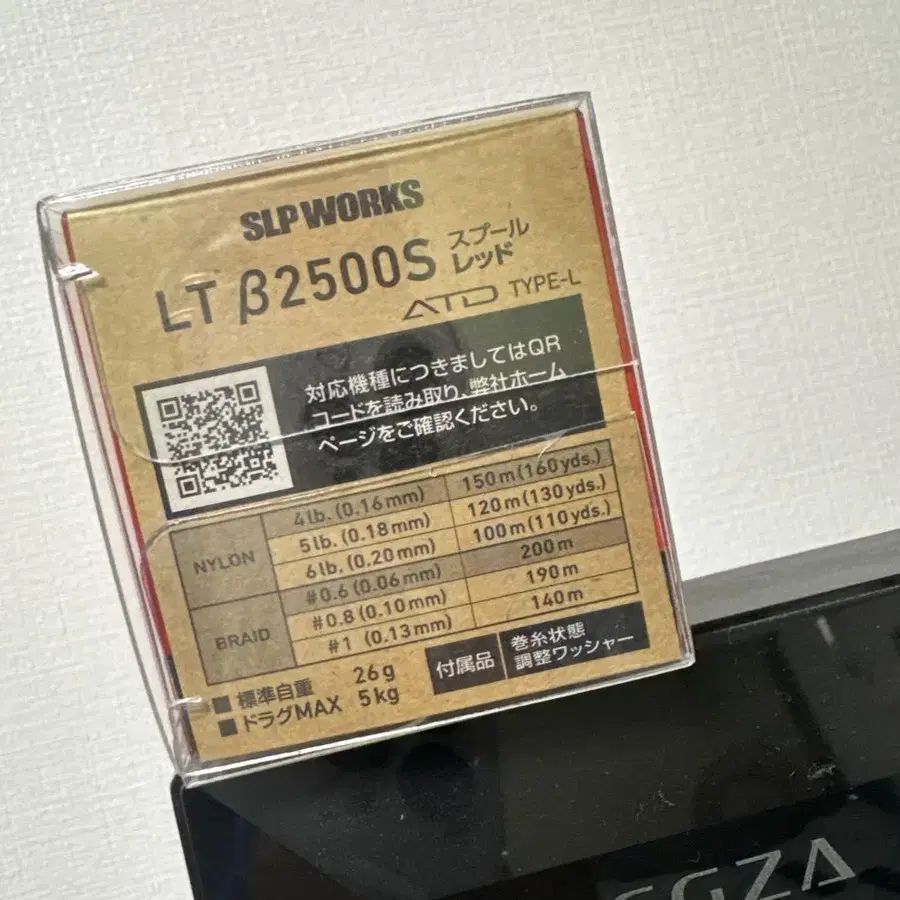 SLP WORKS
LT β2500S スプール レッド
ATD TYPE-L
対応機種につきましてはQR
コードを読み取り、弊社ホーム
ページをご確認ください。
NYLON
4lb. (0.16mm) 150m(160yds.)
5lb. (0.18mm) 120m(130yds.)
6lb. (0.20mm) 100m(110yds.)
BRAID
#0.6 (0.06mm) 200m
#0.8 (0.10mm) 190m
#1 (0.13mm) 140m
■ 標準自重 26g
■ ドラグMAX 5kg
付属品 巻糸状態
調整ワッシャー